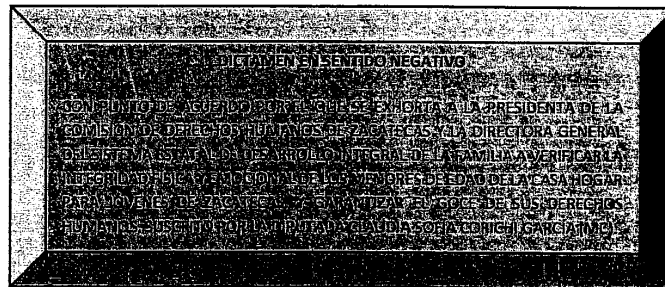 DICTAMEN EN SENTIDO NEGATIVO
CON PUNTO DE ACUERDO POR EL QUE SE EXHORTA A LA PRESIDENTA DE LA
COMISIÓN DE DERECHOS HUMANOS DE ZACATECAS Y LA DIRECTORA GENERAL
DEL SISTEMA ESTATAL DE DESARROLLO INTEGRAL DE LA FAMILIA A VERIFICAR LA
INTEGRIDAD FÍSICA Y EMOCIONAL DE LOS MENORES DE EDAD DE LA CASA HOGAR
PARA JÓVENES DE ZACATECAS Y GARANTIZAR EL GOCE DE SUS DERECHOS
HUMANOS, SUSCRITO POR LA DIPUTADA CLAUDIA SOFÍA CORICHI GARCÍA (MC)